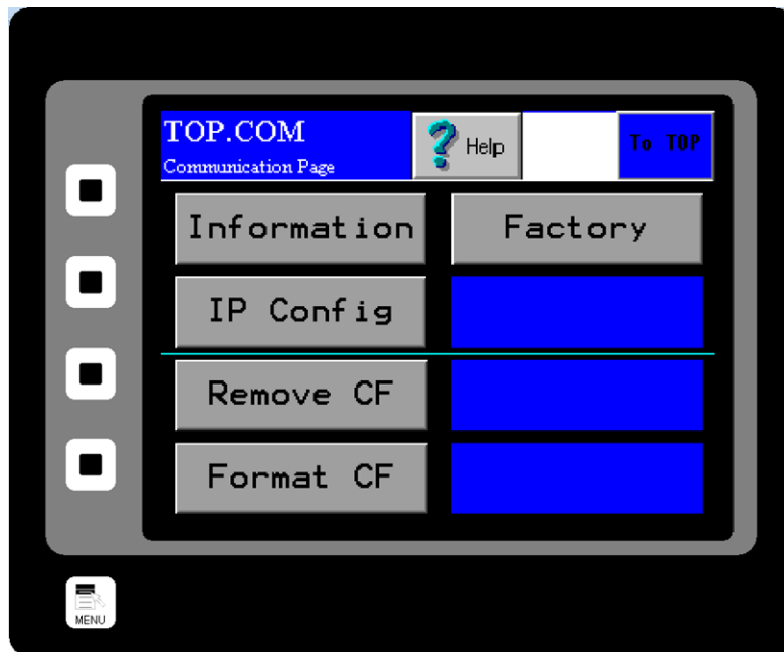 TOP.COM
Communication Page
Help
To TOP
Information
Factory
IP Config
Remove CF
Format CF
MENU